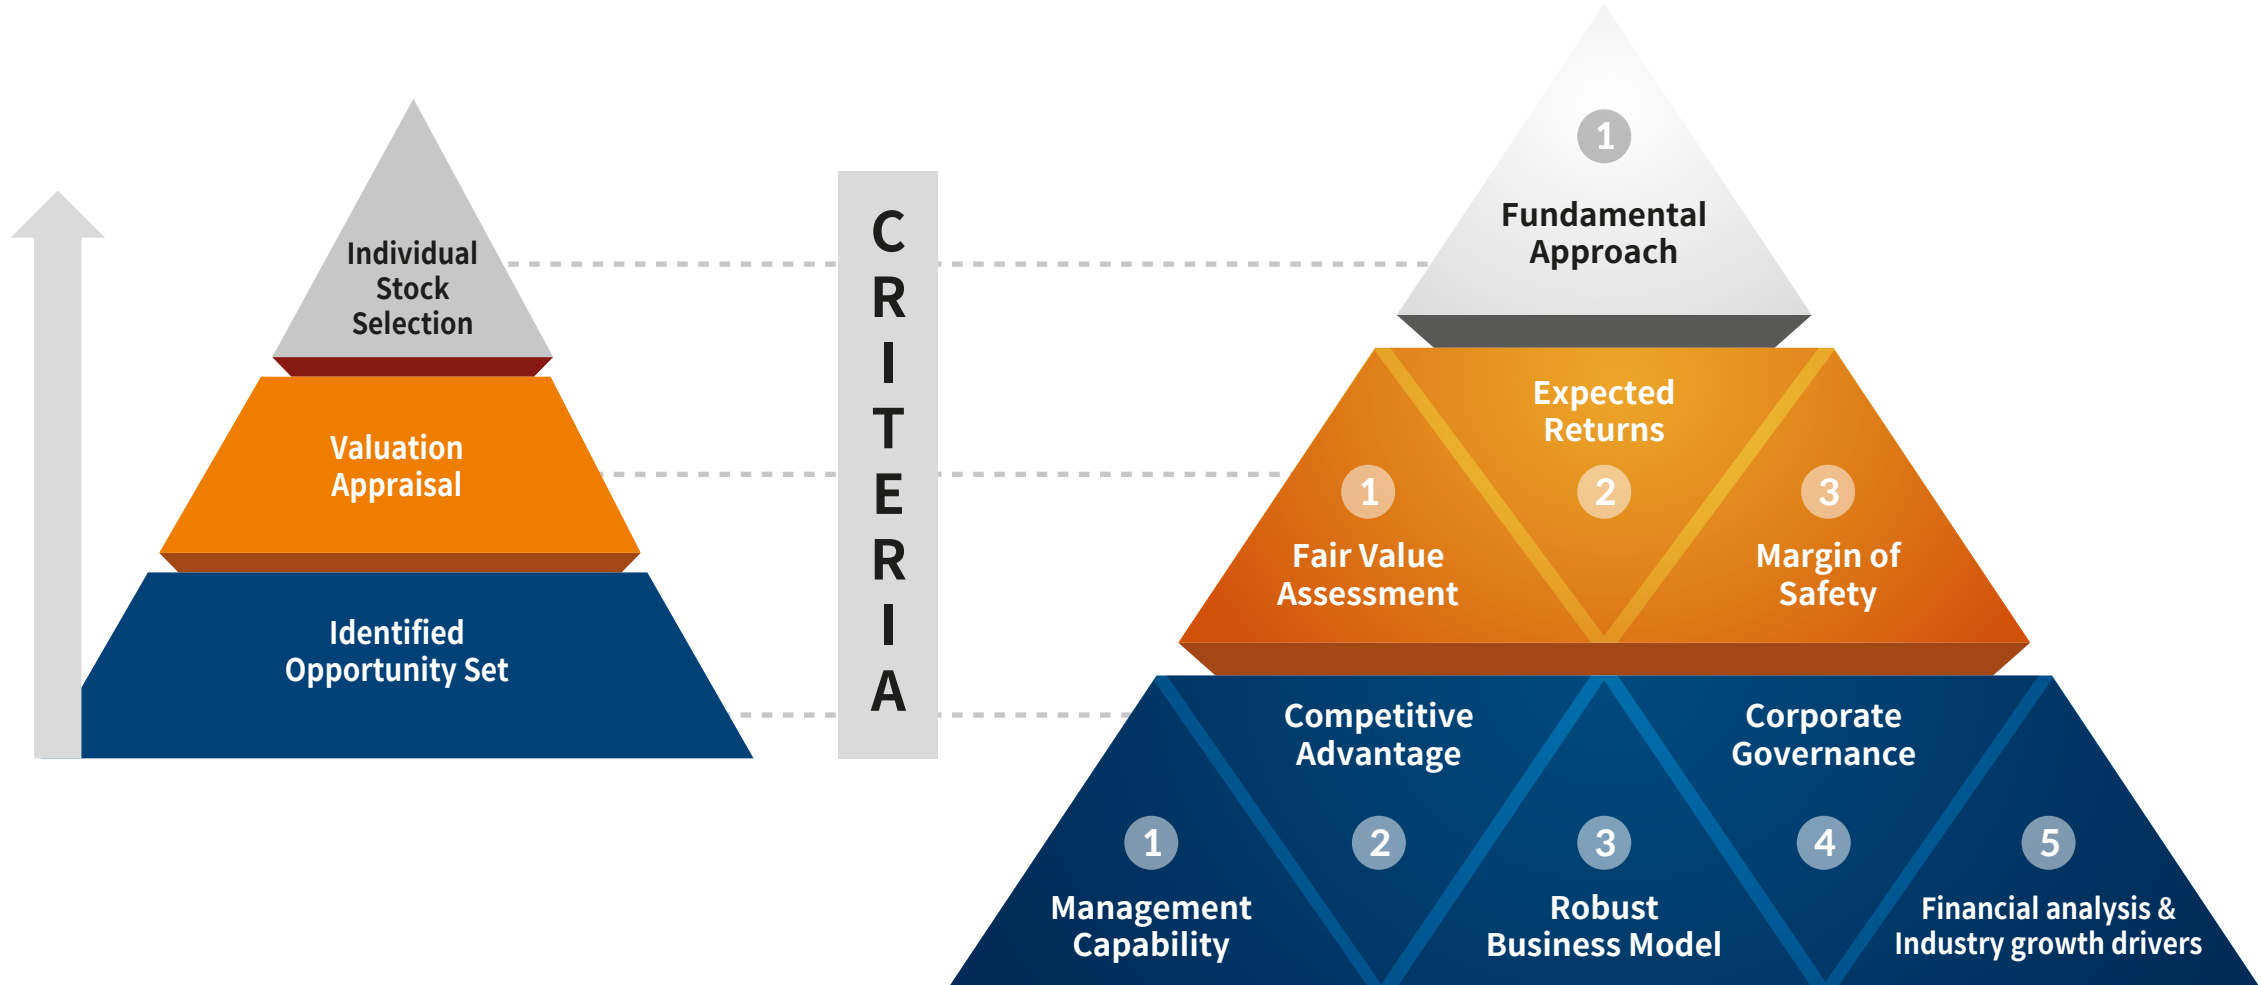 Individual
Stock
Selection
Valuation
Appraisal
Identified
Opportunity Set
CRITERIA
1
Fundamental
Approach
Expected
Returns
1
2
3
Fair Value
Assessment
Margin of
Safety
Competitive
Advantage
Corporate
Governance
1
2
3
4
5
Management
Capability
Robust
Business Model
Financial analysis &
Industry growth drivers